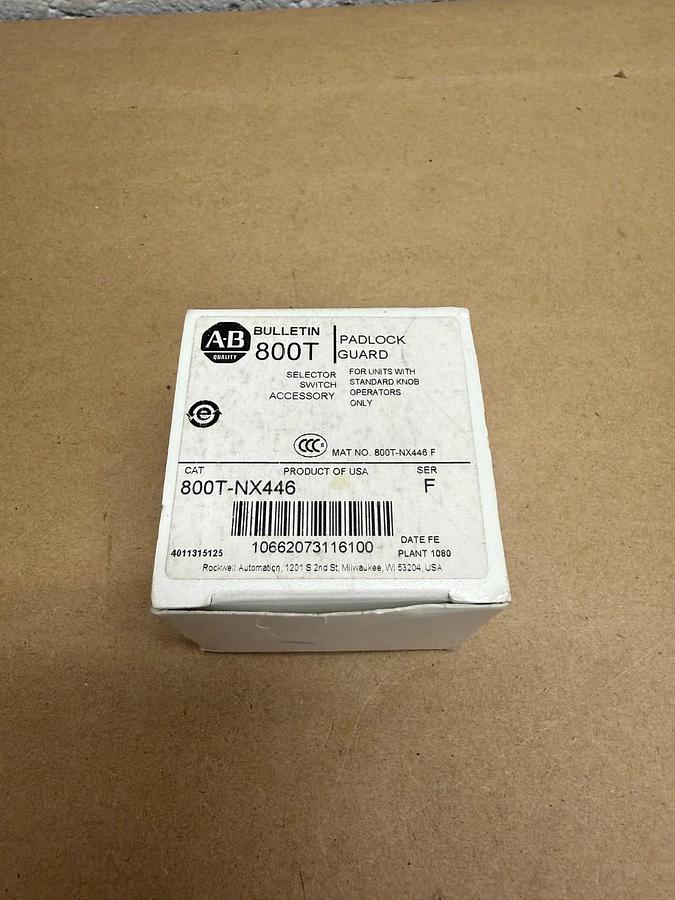 A-B
QUALITY
BULLETIN
800T
PADLOCK
GUARD
SELECTOR
SWITCH
ACCESSORY
FOR UNITS WITH
STANDARD KNOB
OPERATORS
ONLY
e
CCC
MAT NO. 800T-NX446 F
CAT
PRODUCT OF USA
SER
800T-NX446
F
10662073116100
4011315125
DATE FE
PLANT 1080
Rockwell Automation, 1201 S 2nd St, Milwaukee, WI 53204, USA